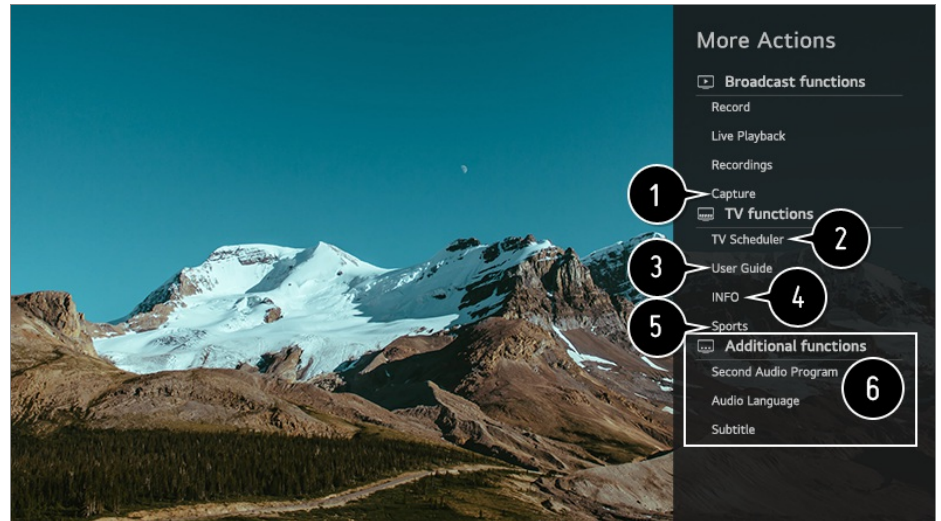 More Actions
Broadcast functions
Record
Live Playback
Recordings
1 Capture
TV functions
TV Scheduler 2
3 User Guide
INFO 4
5 Sports
Additional functions
Second Audio Program
6
Audio Language
Subtitle